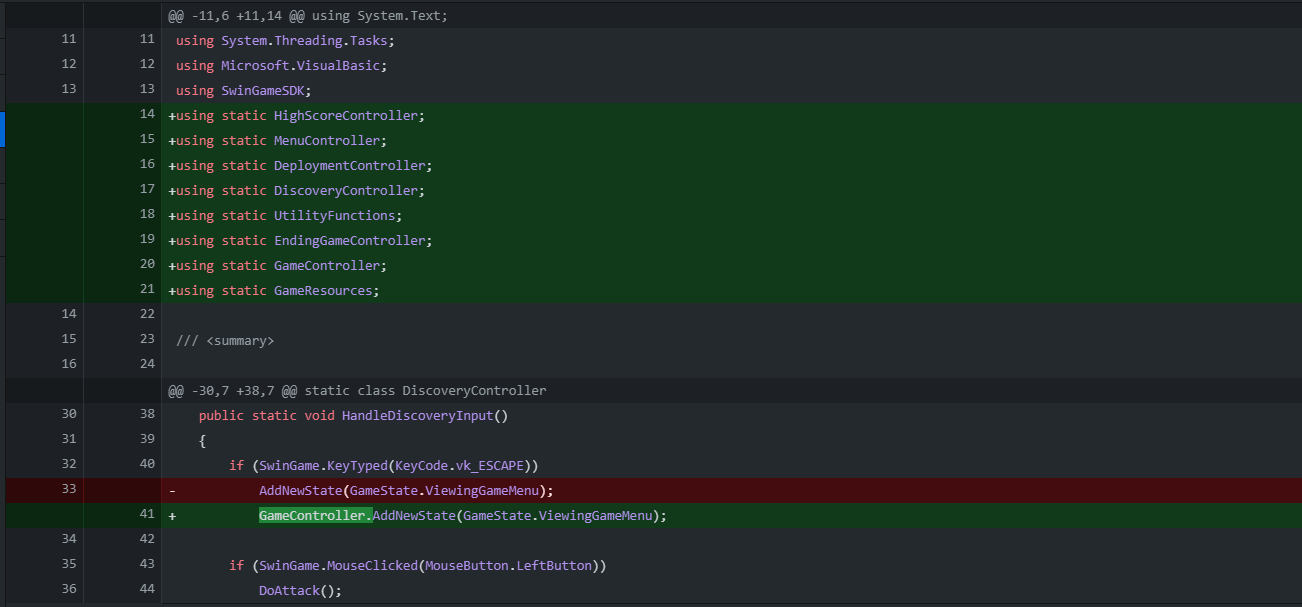 @@ -11,6 +11,14 @@ using System.Text;
11 11 using System.Threading.Tasks;
12 12 using Microsoft.VisualBasic;
13 13 using SwinGameSDK;
14 +using static HighScoreController;
15 +using static MenuController;
16 +using static DeploymentController;
17 +using static DiscoveryController;
18 +using static UtilityFunctions;
19 +using static EndingGameController;
20 +using static GameController;
21 +using static GameResources;
14 22
15 23 /// <summary>
16 24
@@ -30,7 +38,7 @@ static class DiscoveryController
30 38 public static void HandleDiscoveryInput()
31 39 {
32 40 if (SwinGame.KeyTyped(KeyCode.vk_ESCAPE))
33 - AddNewState(GameState.ViewingGameMenu);
41 + GameController.AddNewState(GameState.ViewingGameMenu);
34 42
35 43 if (SwinGame.MouseClicked(MouseButton.LeftButton))
36 44 DoAttack();